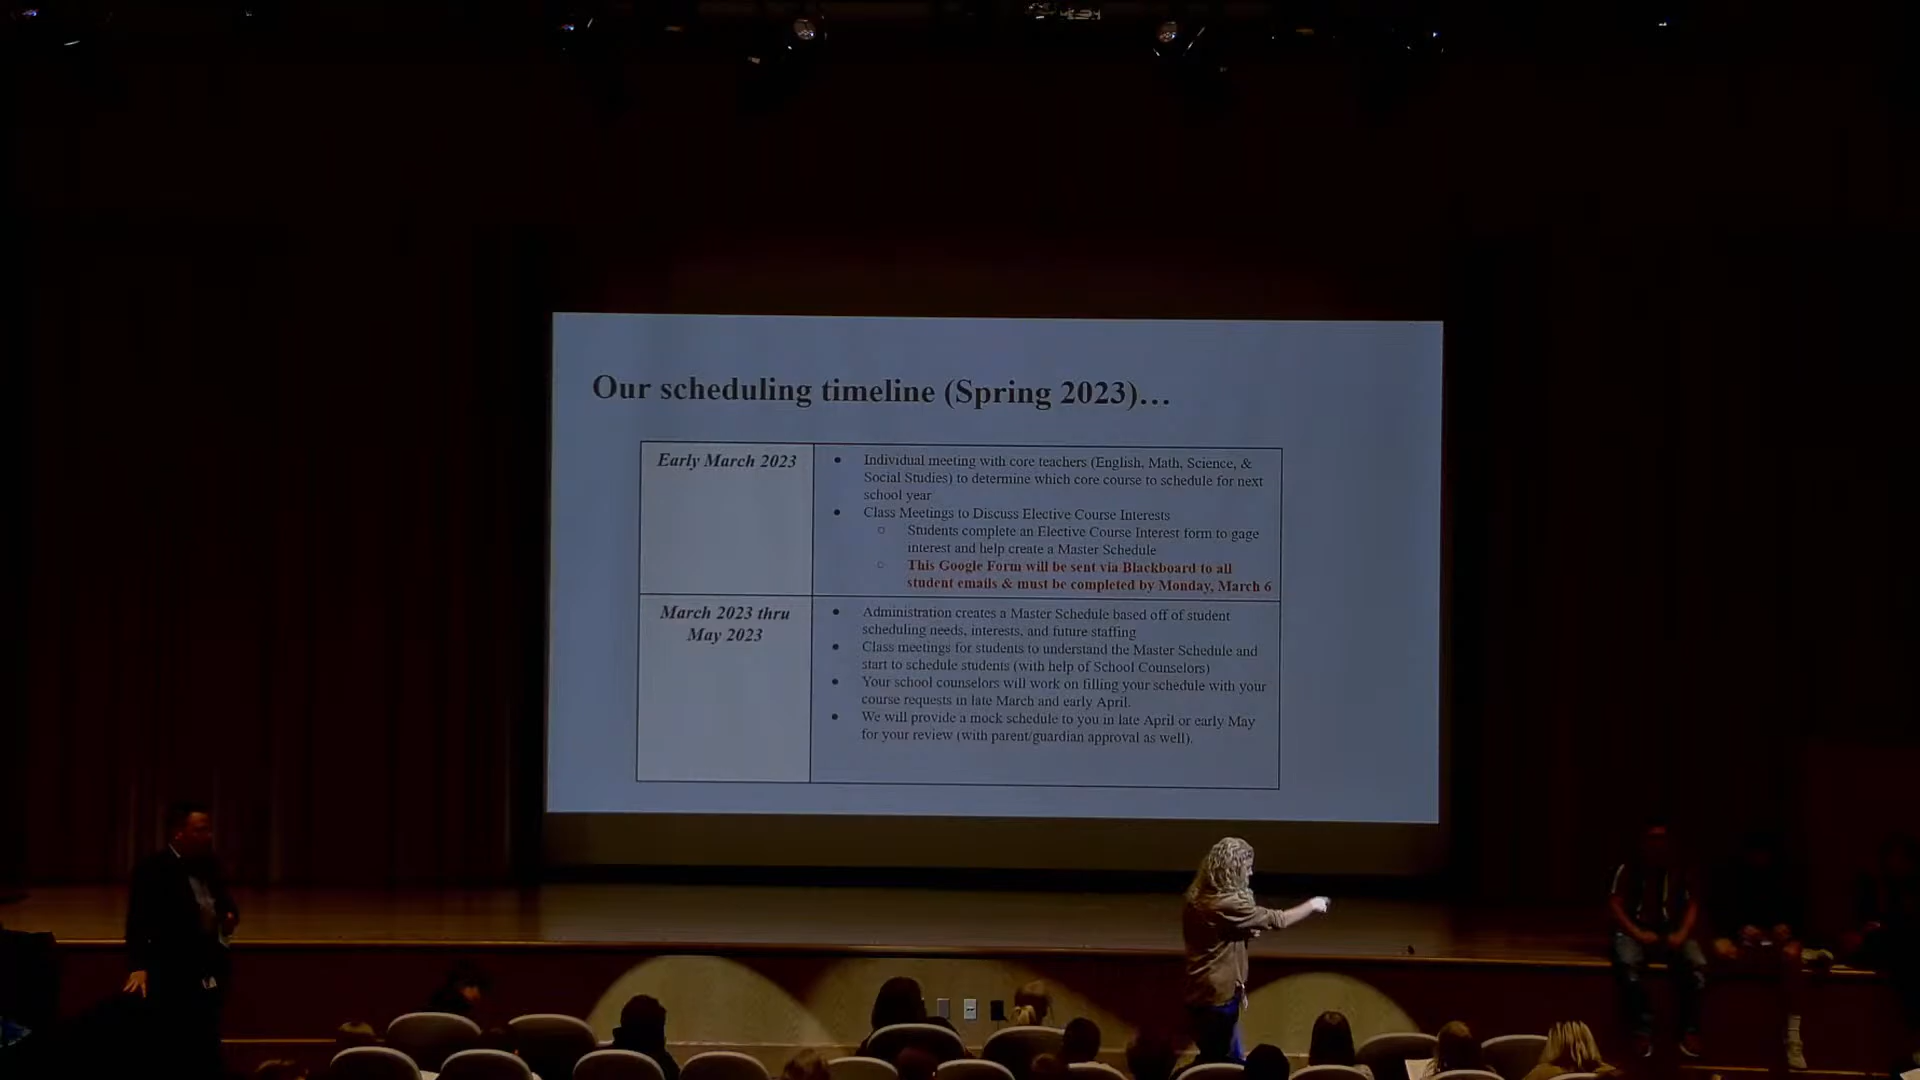 Our scheduling timeline (Spring 2023)…
Early March 2023
● Individual meeting with core teachers (English, Math, Science, &
Social Studies) to determine which core course to schedule for next
school year
● Class Meetings to Discuss Elective Course Interests
○ Students complete an Elective Course Interest form to gage
interest and help create a Master Schedule
○ This Google Form will be sent via Blackboard to all
student emails & must be completed by Monday, March 6
March 2023 thru
May 2023
● Administration creates a Master Schedule based off of student
scheduling needs, interests, and future staffing
● Class meetings for students to understand the Master Schedule and
start to schedule students (with help of School Counselors)
● Your school counselors will work on filling your schedule with your
course requests in late March and early April.
● We will provide a mock schedule to you in late April or early May
for your review (with parent/guardian approval as well).